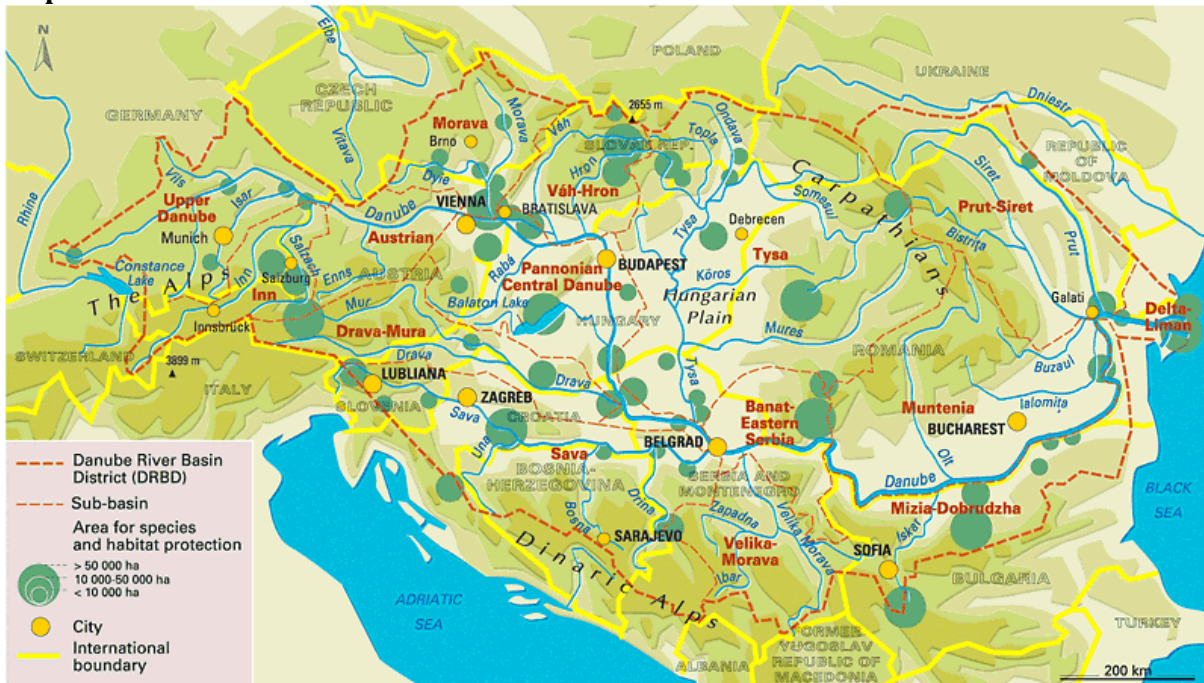 N
POLAND
UKRAINE
Elbe
CZECH
REPUBLIC
GERMANY
Morava
Morava
Brno
Váh
2655 m
SLOVAK REP.
Topla
Ondava
Dniestr
REPUBLIC
OF
MOLDOVA
Rhine
Vils
Isar
Upper
Danube
Munich
Danube
Dyie
VIENNA
BRATISLAVA
Hron
Váh-Hron
Carpathians
Somesul
Siret
Prut-Siret
Prut
Bistrița
Constance
Lake
The Alps
Inn
Inn
Salzach
Salzburg
Enns
Austrian
AUSTRIA
Raba
Pannonian
Central Danube
BUDAPEST
Tysa
Debrecen
Tysa
Köros
Hungarian
Plain
Innsbrück
Mur
Balaton Lake
HUNGARY
Mures
Galati
Delta-
Liman
SWITZERLAND
3899 m
ITALY
Drava-Mura
Drava
Drava
Tysa
ROMANIA
Buzaul
LUBLIANA
SLOVENIA
ZAGREB
Sava
CROATIA
Una
Sava
BELGRAD
Banat-
Eastern
Serbia
Muntenia
BUCHAREST
Ialomița
Olt
BOSNIA-
HERZEGOVINA
Bosna
Drina
SERBIA AND
MONTENEGRO
Danube
Mizia-Dobrudzha
BLACK
SEA
SARAJEVO
Zapadna
Velika Morava
Velika-
Morava
Ibar
SOFIA
Iskar
BULGARIA
Dinaric Alps
ADRIATIC
SEA
ALBANIA
FORMER
YUGOSLAV
REPUBLIC OF
MACEDONIA
TURKEY
200 km
Danube River Basin
District (DRBD)
Sub-basin
Area for species
and habitat protection
> 50 000 ha
10 000-50 000 ha
< 10 000 ha
City
International
boundary